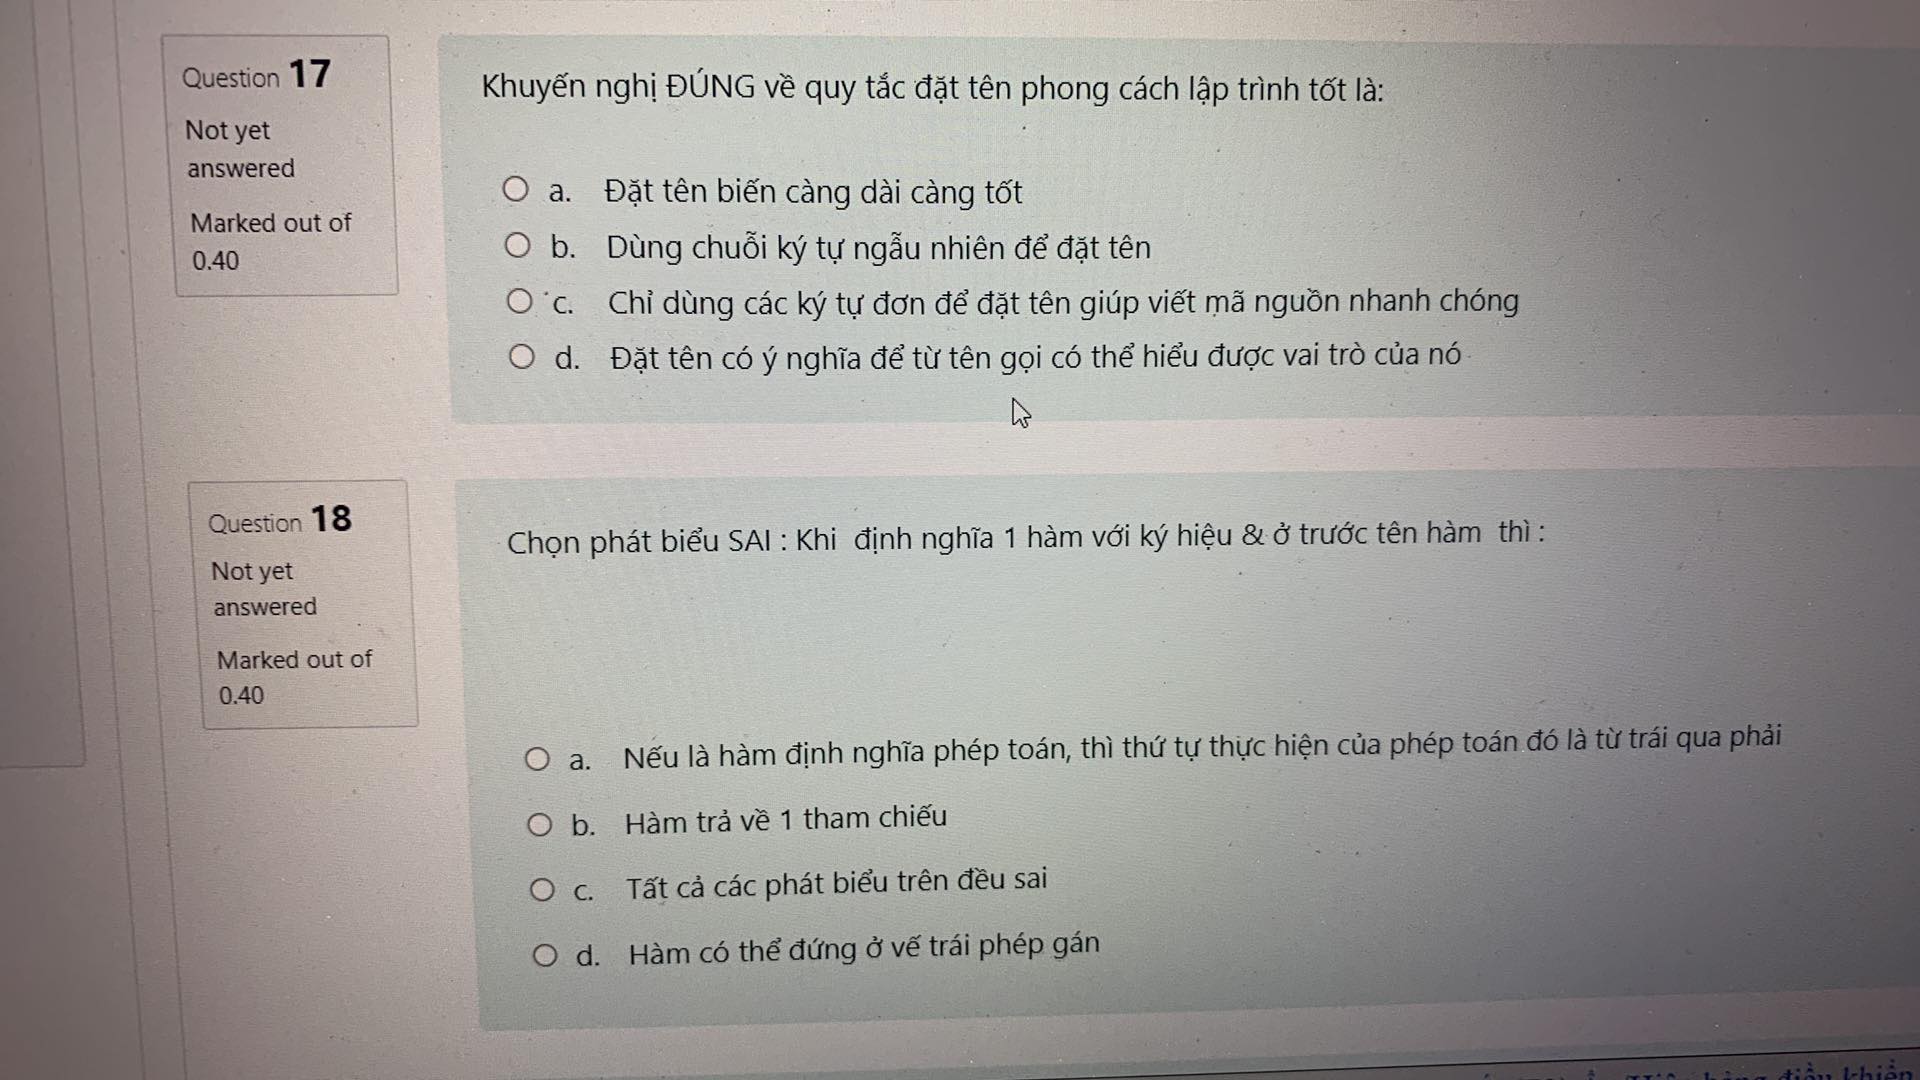 Question 17
Not yet
answered
Marked out of
0.40
Khuyến nghị ĐÚNG về quy tắc đặt tên phong cách lập trình tốt là:
a. Đặt tên biến càng dài càng tốt
b. Dùng chuỗi ký tự ngẫu nhiên để đặt tên
c. Chỉ dùng các ký tự đơn để đặt tên giúp viết mã nguồn nhanh chóng
d. Đặt tên có ý nghĩa để từ tên gọi có thể hiểu được vai trò của nó
Question 18
Not yet
answered
Marked out of
0.40
Chọn phát biểu SAI : Khi định nghĩa 1 hàm với ký hiệu & ở trước tên hàm thì :
a. Nếu là hàm định nghĩa phép toán, thì thứ tự thực hiện của phép toán đó là từ trái qua phải
b. Hàm trả về 1 tham chiếu
c. Tất cả các phát biểu trên đều sai
d. Hàm có thể đứng ở vế trái phép gán